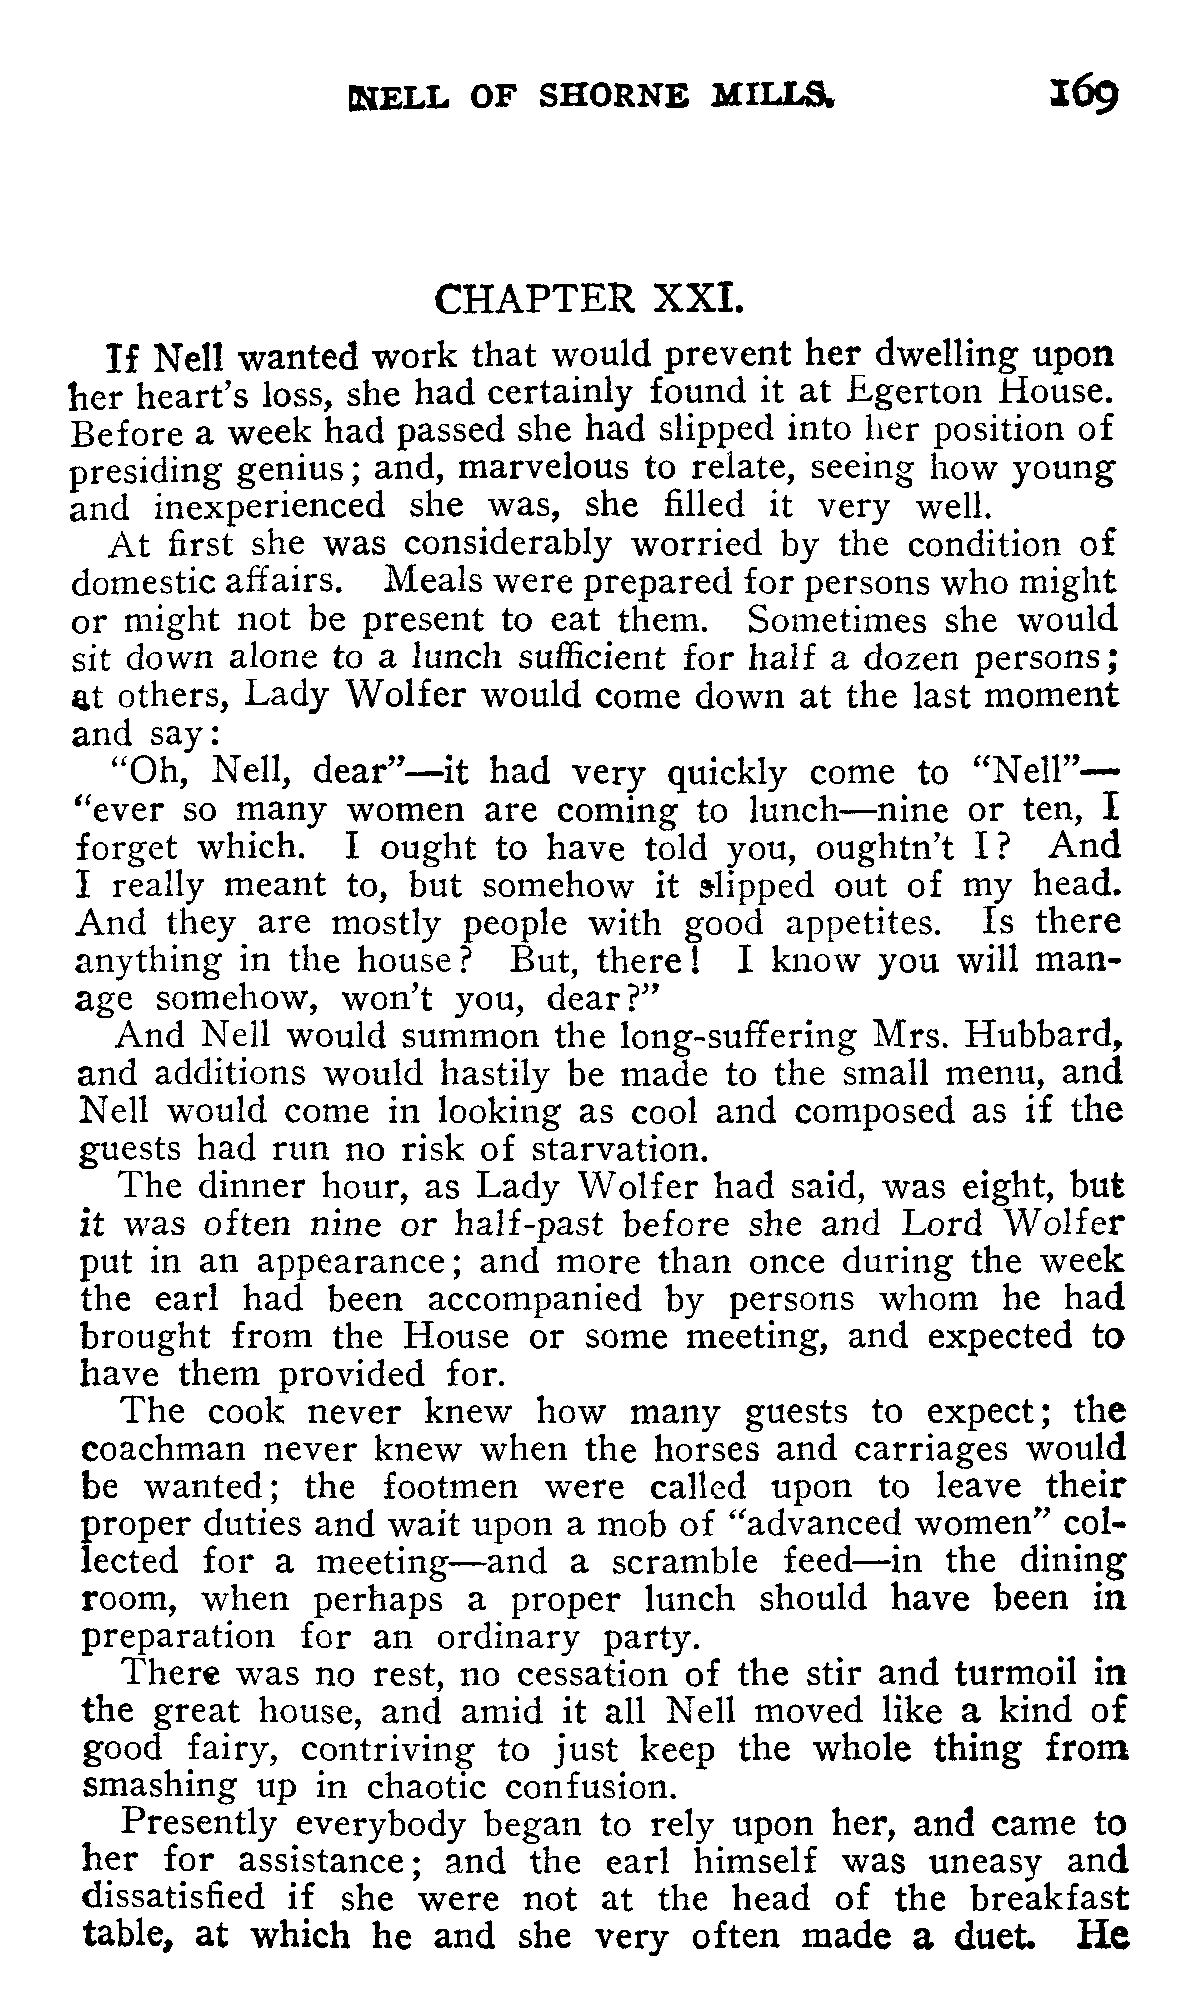 NELL OF SHORNE MILLS. 169
CHAPTER XXI.
If Nell wanted work that would prevent her dwelling upon
her heart's loss, she had certainly found it at Egerton House.
Before a week had passed she had slipped into her position of
presiding genius; and, marvelous to relate, seeing how young
and inexperienced she was, she filled it very well.
At first she was considerably worried by the condition of
domestic affairs. Meals were prepared for persons who might
or might not be present to eat them. Sometimes she would
sit down alone to a lunch sufficient for half a dozen persons;
at others, Lady Wolfer would come down at the last moment
and say:
"Oh, Nell, dear"—it had very quickly come to "Nell"—
"ever so many women are coming to lunch—nine or ten, I
forget which. I ought to have told you, oughtn't I? And
I really meant to, but somehow it slipped out of my head.
And they are mostly people with good appetites. Is there
anything in the house? But, there! I know you will man-
age somehow, won't you, dear?"
And Nell would summon the long-suffering Mrs. Hubbard,
and additions would hastily be made to the small menu, and
Nell would come in looking as cool and composed as if the
guests had run no risk of starvation.
The dinner hour, as Lady Wolfer had said, was eight, but
it was often nine or half-past before she and Lord Wolfer
put in an appearance; and more than once during the week
the earl had been accompanied by persons whom he had
brought from the House or some meeting, and expected to
have them provided for.
The cook never knew how many guests to expect; the
coachman never knew when the horses and carriages would
be wanted; the footmen were called upon to leave their
proper duties and wait upon a mob of "advanced women" col-
lected for a meeting—and a scramble feed—in the dining
room, when perhaps a proper lunch should have been in
preparation for an ordinary party.
There was no rest, no cessation of the stir and turmoil in
the great house, and amid it all Nell moved like a kind of
good fairy, contriving to just keep the whole thing from
smashing up in chaotic confusion.
Presently everybody began to rely upon her, and came to
her for assistance; and the earl himself was uneasy and
dissatisfied if she were not at the head of the breakfast
table, at which he and she very often made a duet. He